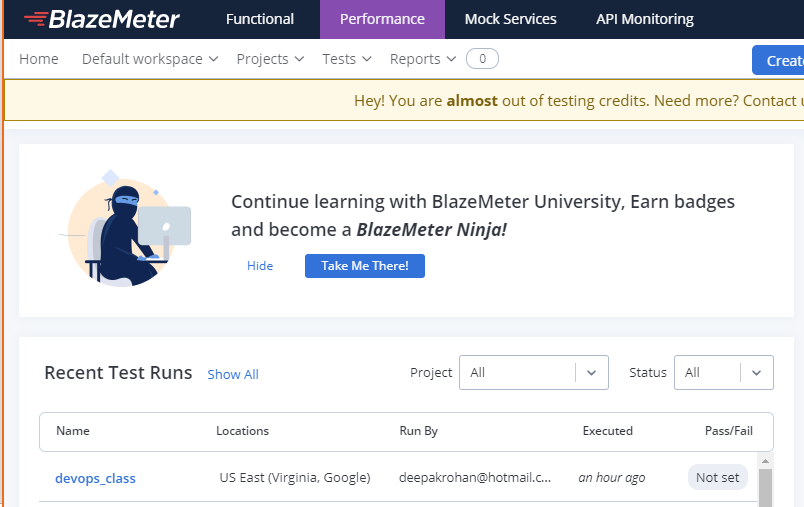 BlazeMeter Functional Performance Mock Services API Monitoring
Home Default workspace Projects Tests Reports 0
Hey! You are almost out of testing credits. Need more? Contact
Continue learning with BlazeMeter University, Earn badges
and become a BlazeMeter Ninja!
Hide Take Me There!
Recent Test Runs Show All Project All Status All
Name Locations Run By Executed Pass/Fail
devops_class US East (Virginia, Google) deepakrohan@hotmail.c... an hour ago Not set